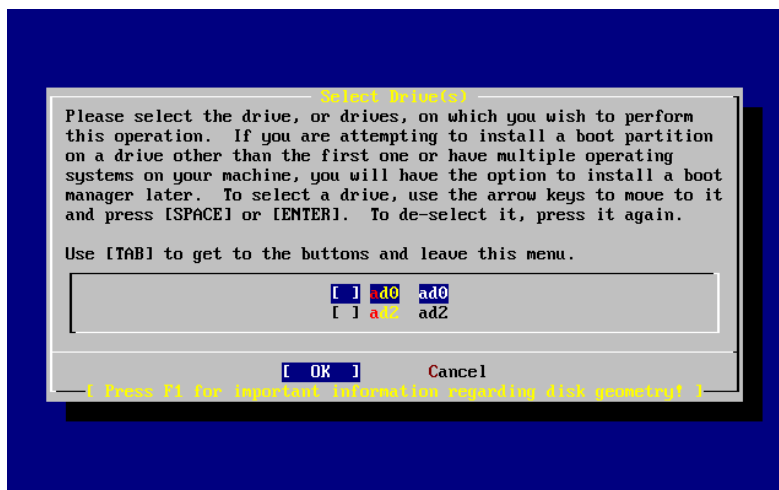 Select Drive(s)
Please select the drive, or drives, on which you wish to perform
this operation.  If you are attempting to install a boot partition
on a drive other than the first one or have multiple operating
systems on your machine, you will have the option to install a boot
manager later.  To select a drive, use the arrow keys to move to it
and press [SPACE] or [ENTER].  To de-select it, press it again.
Use [TAB] to get to the buttons and leave this menu.
[ ] ad0  ad0
[ ] ad2  ad2
[  OK  ]  Cancel
[ Press F1 for important information regarding disk geometry! ]